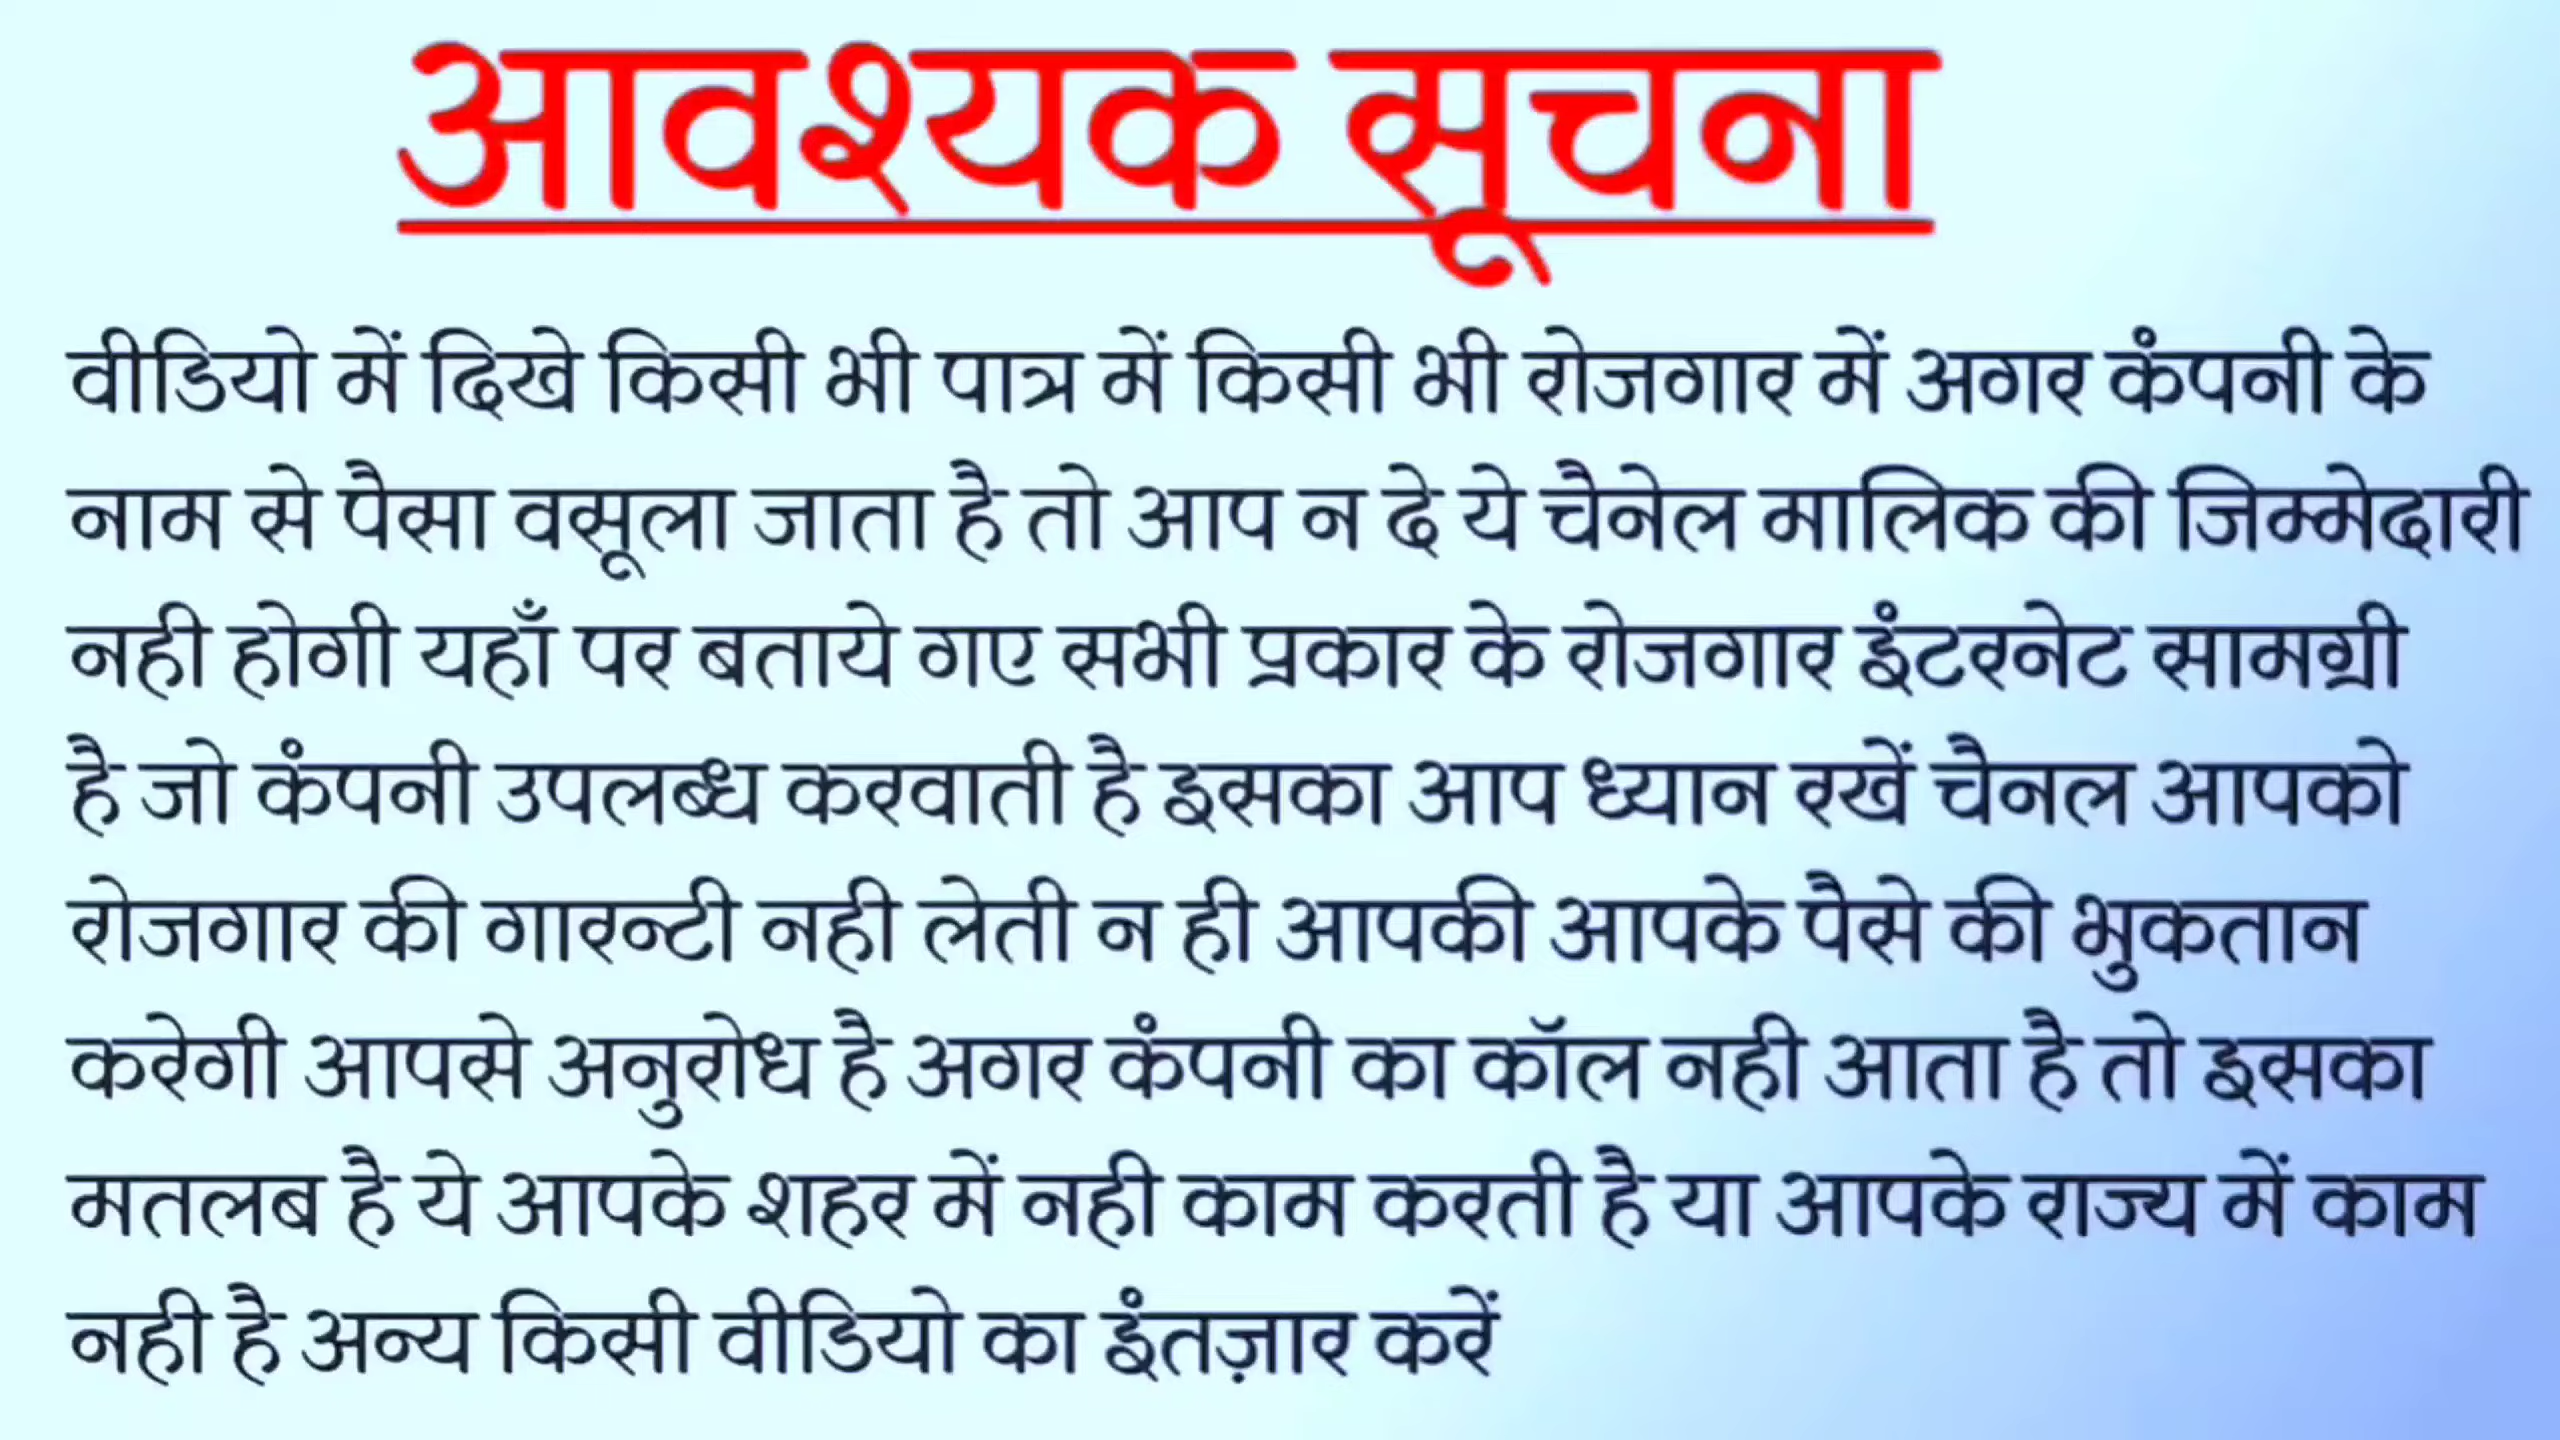 आवश्यक सूचना
वीडियो में दिखे किसी भी पात्र में किसी भी रोजगार में अगर कंपनी के
नाम से पैसा वसूला जाता है तो आप न दे ये चैनेल मालिक की जिम्मेदारी
नही होगी यहाँ पर बताये गए सभी प्रकार के रोजगार इंटरनेट सामग्री
है जो कंपनी उपलब्ध करवाती है इसका आप ध्यान रखें चैनल आपको
रोजगार की गारन्टी नही लेती न ही आपकी आपके पैसे की भुकतान
करेगी आपसे अनुरोध है अगर कंपनी का कॉल नही आता है तो इसका
मतलब है ये आपके शहर में नही काम करती है या आपके राज्य में काम
नही है अन्य किसी वीडियो का इंतज़ार करें